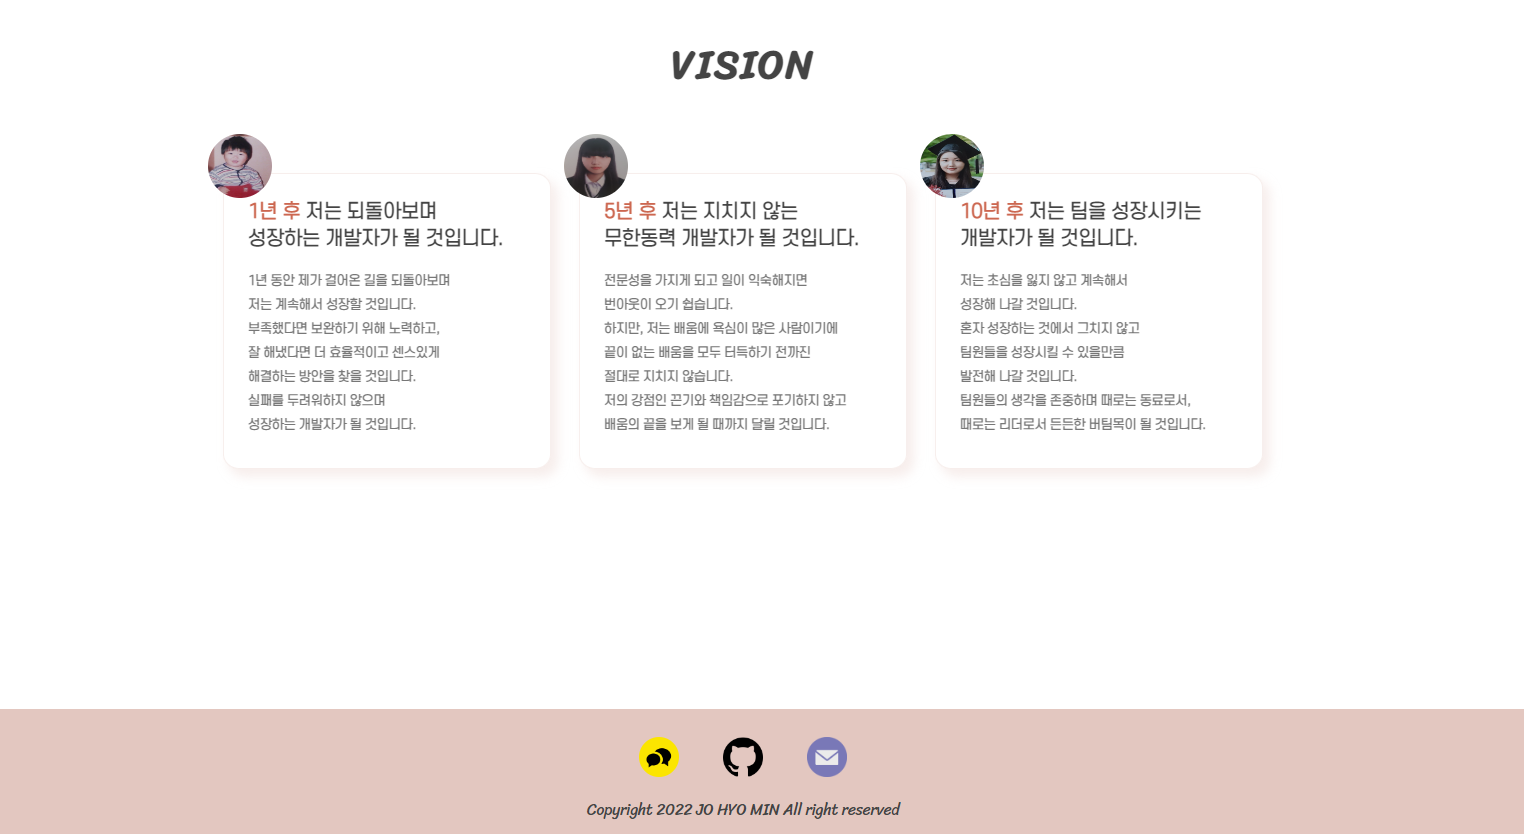 VISION
1년 후 저는 되돌아보며
성장하는 개발자가 될 것입니다.
1년 동안 제가 걸어온 길을 되돌아보며
저는 계속해서 성장할 것입니다.
부족했다면 보완하기 위해 노력하고,
잘 해냈다면 더 효율적이고 센스있게
해결하는 방안을 찾을 것입니다.
실패를 두려워하지 않으며
성장하는 개발자가 될 것입니다.
5년 후 저는 지치지 않는
무한동력 개발자가 될 것입니다.
전문성을 가지게 되고 일이 익숙해지면
번아웃이 오기 쉽습니다.
하지만, 저는 배움에 욕심이 많은 사람이기에
끝이 없는 배움을 모두 터득하기 전까진
절대로 지치지 않습니다.
저의 강점인 끈기와 책임감으로 포기하지 않고
배움의 끝을 보게 될 때까지 달릴 것입니다.
10년 후 저는 팀을 성장시키는
개발자가 될 것입니다.
저는 초심을 잃지 않고 계속해서
성장해 나갈 것입니다.
혼자 성장하는 것에서 그치지 않고
팀원들을 성장시킬 수 있을만큼
발전해 나갈 것입니다.
팀원들의 생각을 존중하며 때로는 동료로서,
때로는 리더로서 든든한 버팀목이 될 것입니다.
Copyright 2022 JO HYO MIN All right reserved